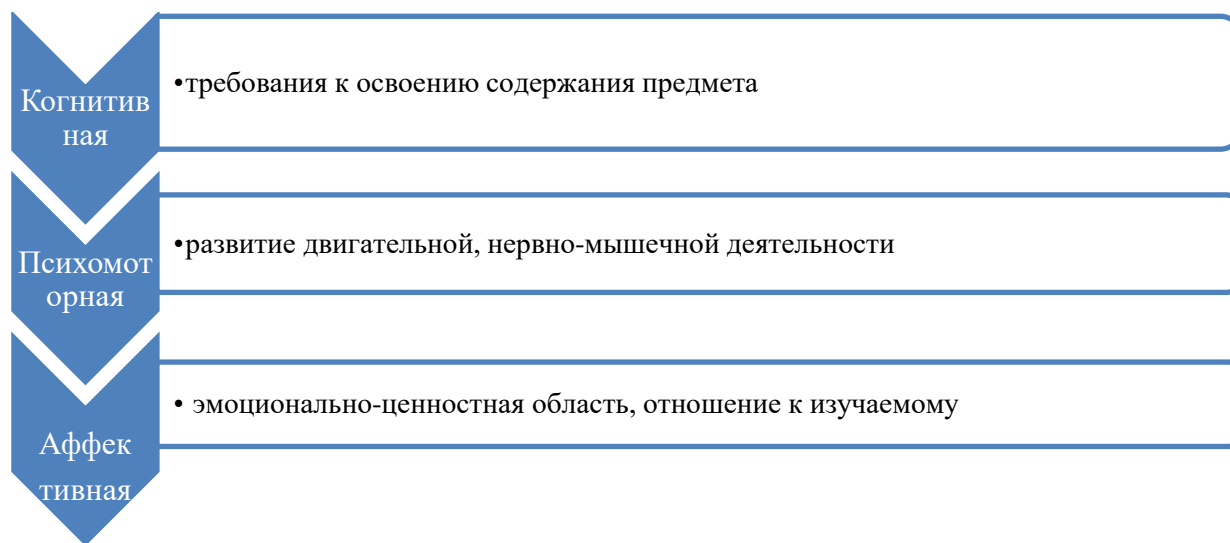 Когнитив
ная
•требования к освоению содержания предмета
Психомот
орная
•развитие двигательной, нервно-мышечной деятельности
Аффек
тивная
• эмоционально-ценностная область, отношение к изучаемому